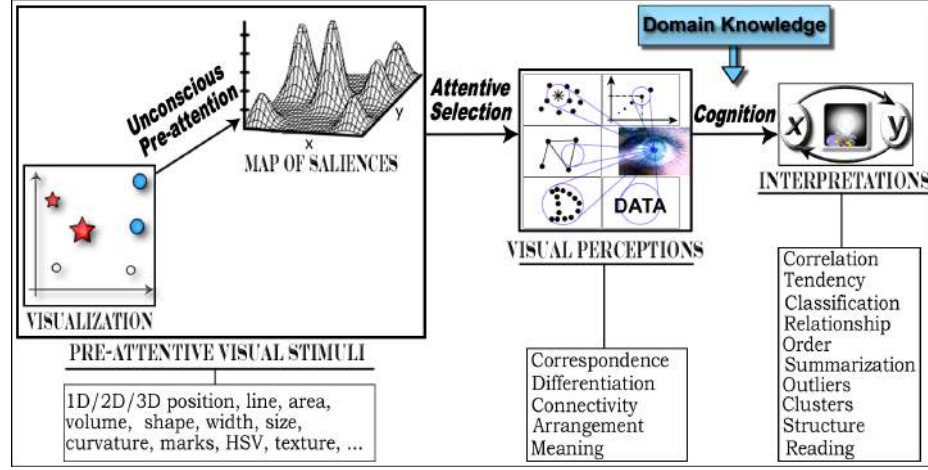 Domain Knowledge
Unconscious
Pre-attention
Attentive
Selection
Cognition
x
y
MAP OF SALIENCES
x
y
DATA
INTERPRETATIONS
VISUAL PERCEPTIONS
VISUALIZATION
PRE-ATTENTIVE VISUAL STIMULI
1D/2D/3D position, line, area,
volume, shape, width, size,
curvature, marks, HSV, texture, ...
Correspondence
Differentiation
Connectivity
Arrangement
Meaning
Correlation
Tendency
Classification
Relationship
Order
Summarization
Outliers
Clusters
Structure
Reading